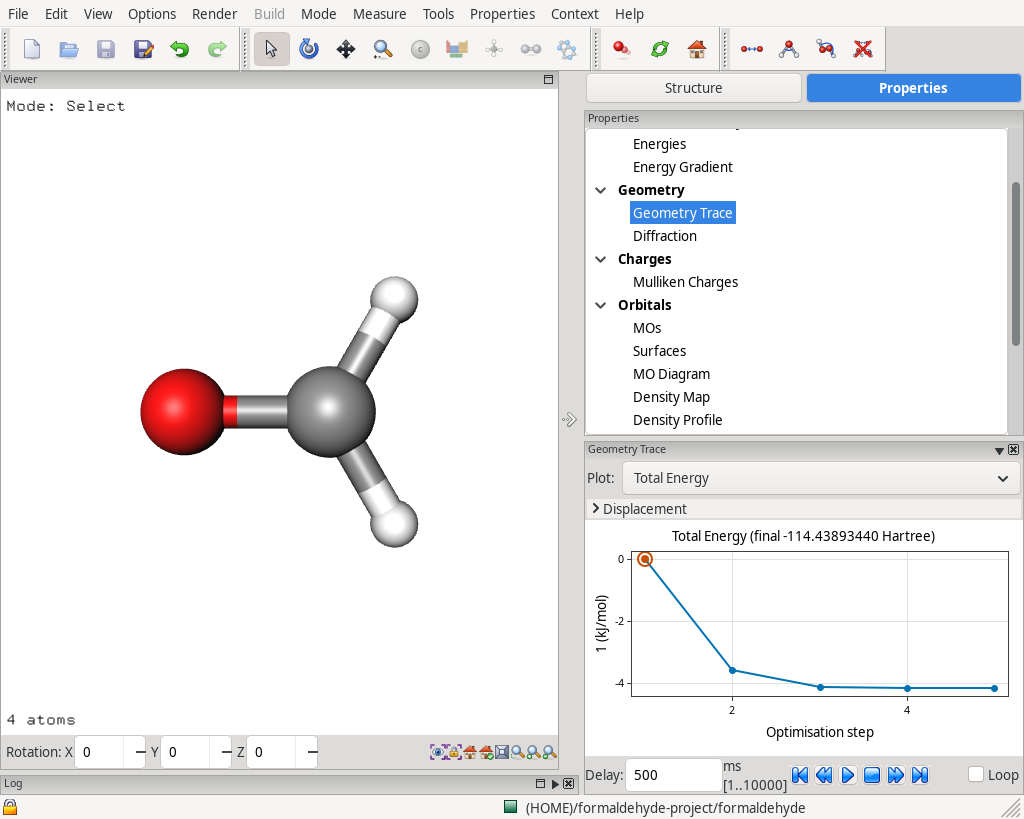 File Edit View Options Render Build Mode Measure Tools Properties Context Help
Viewer
Mode: Select
4 atoms
Rotation: X 0 Y 0 Z 0
Log
(HOME)/formaldehyde-project/formaldehyde
Structure Properties
Properties
Energies
Energy Gradient
Geometry
Geometry Trace
Diffraction
Charges
Mulliken Charges
Orbitals
MOs
Surfaces
MO Diagram
Density Map
Density Profile
Geometry Trace
Plot: Total Energy
Displacement
Total Energy (final -114.43893440 Hartree)
0
-2
-4
1 (kJ/mol)
2 4
Optimisation step
Delay: 500 ms
[1..10000]
Loop